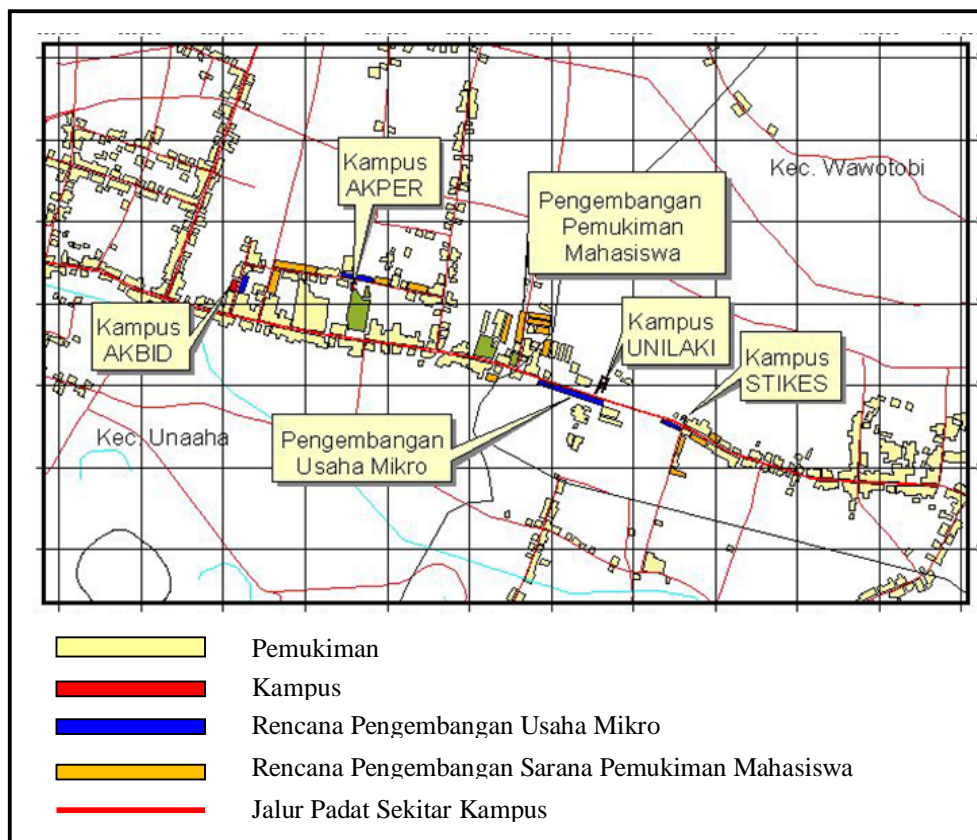 Kampus
AKPER
Kec. Wawotobi
Pengembangan
Pemukiman
Mahasiswa
Kampus
UNILAKI
Kampus
AKBID
Kampus
STIKES
Kec. Unaaha
Pengembangan
Usaha Mikro
Pemukiman
Kampus
Rencana Pengembangan Usaha Mikro
Rencana Pengembangan Sarana Pemukiman Mahasiswa
Jalur Padat Sekitar Kampus